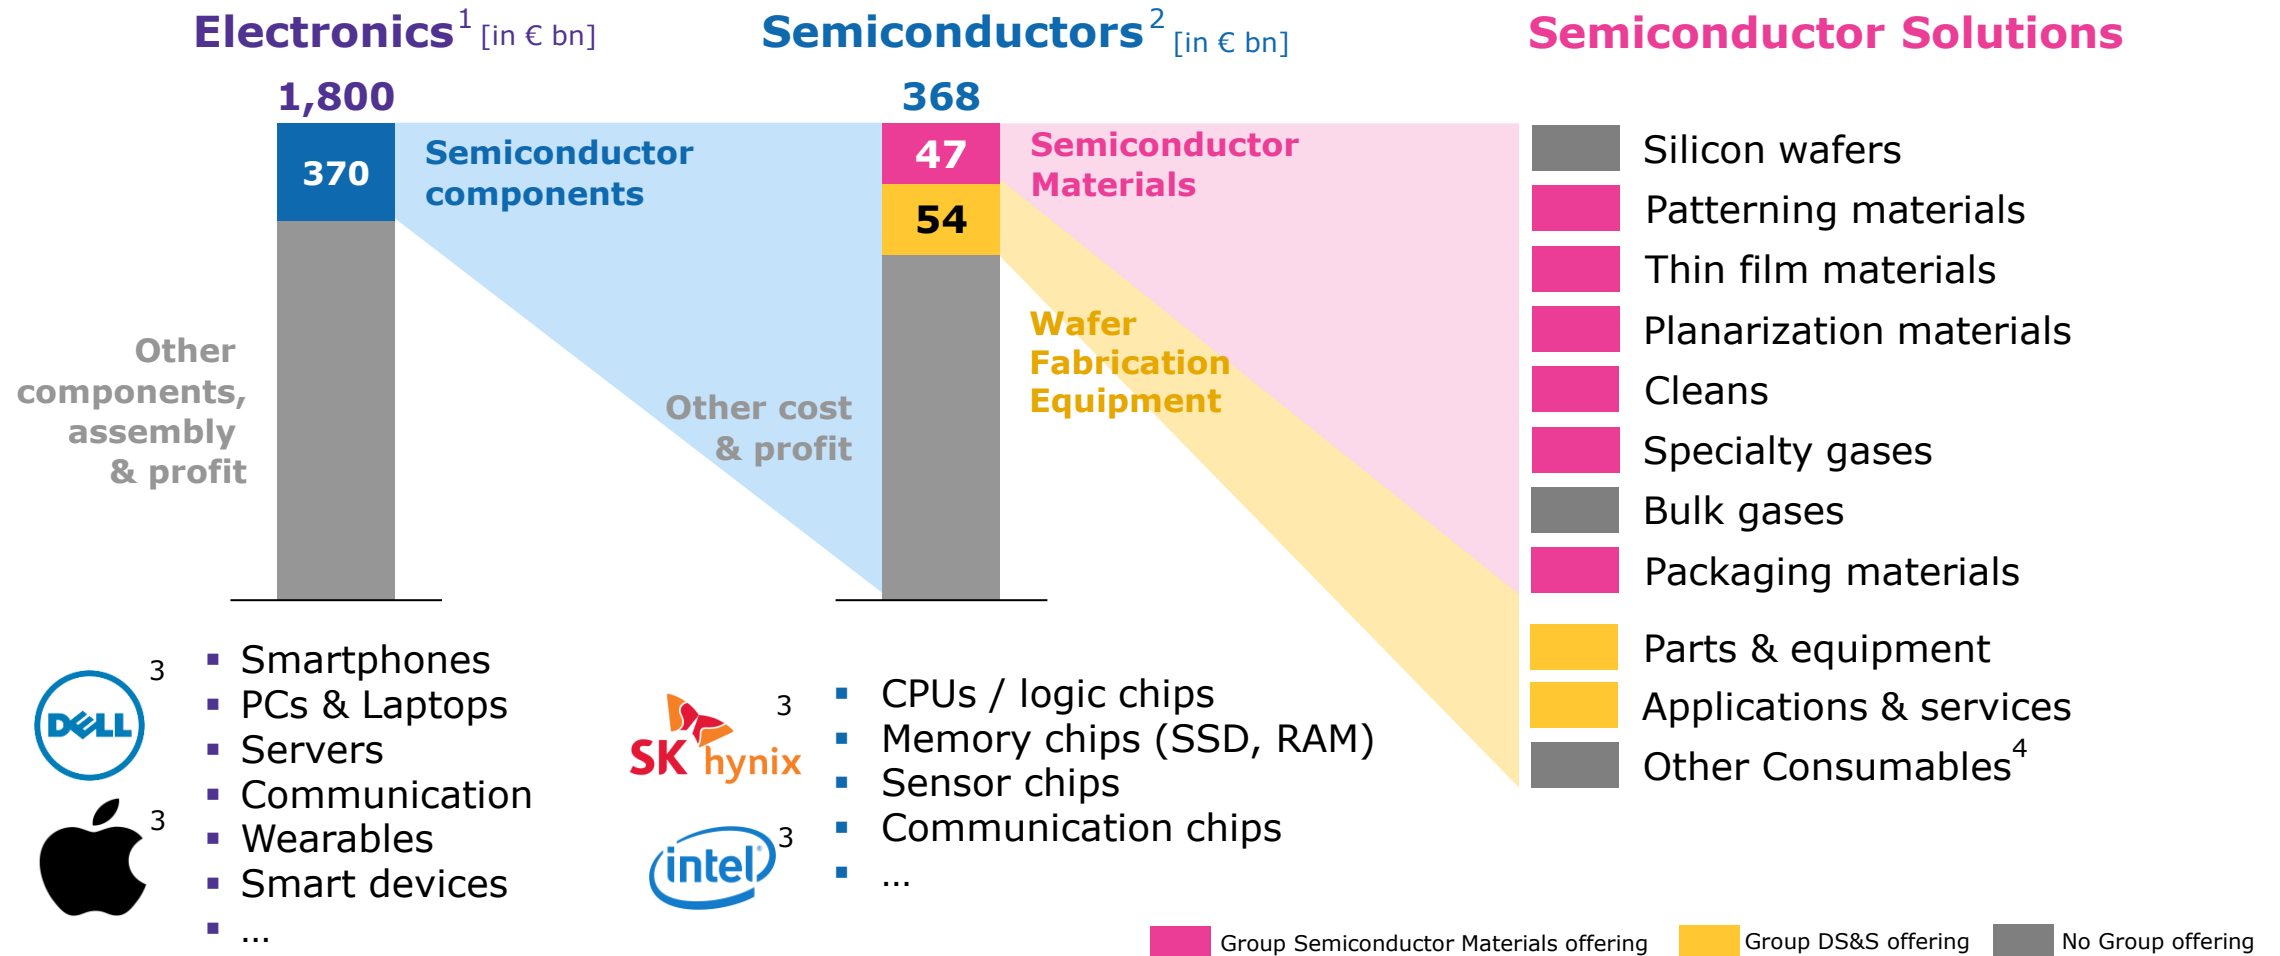 Electronics1 [in € bn]
Semiconductors2 [in € bn]
Semiconductor Solutions
1,800
368
370
Semiconductor
components
47
54
Semiconductor
Materials
Wafer
Fabrication
Equipment
Other
components,
assembly
& profit
Other cost
& profit
Silicon wafers
Patterning materials
Thin film materials
Planarization materials
Cleans
Specialty gases
Bulk gases
Packaging materials
Parts & equipment
Applications & services
Other Consumables4
DELL 3
3
▪ Smartphones
▪ PCs & Laptops
▪ Servers
▪ Communication
▪ Wearables
▪ Smart devices
▪ …
SK hynix 3
intel® 3
▪ CPUs / logic chips
▪ Memory chips (SSD, RAM)
▪ Sensor chips
▪ Communication chips
▪ …
Group Semiconductor Materials offering
Group DS&S offering
No Group offering